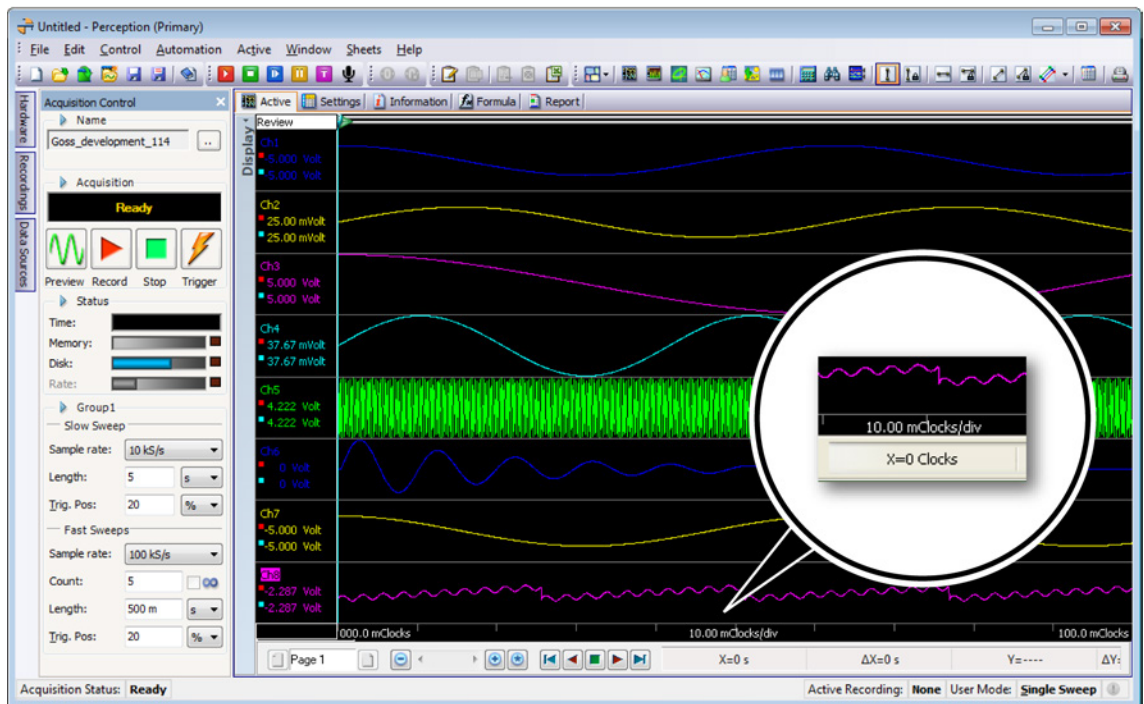 Untitled - Perception (Primary)
File Edit Control Automation Active Window Sheets Help
Hardware
Recordings
Data Sources
Acquisition Control
Name
Goss_development_114 ..
Acquisition
Ready
Preview Record Stop Trigger
Status
Time:
Memory:
Disk:
Rate:
Group1
Slow Sweep
Sample rate: 10 kS/s
Length: 5 s
Trig. Pos: 20 %
Fast Sweeps
Sample rate: 100 kS/s
Count: 5
Length: 500 m s
Trig. Pos: 20 %
Active Settings Information Formula Report
Display
Review
Ch1
-5.000 Volt
-5.000 Volt
Ch2
25.00 mVolt
25.00 mVolt
Ch3
5.000 Volt
5.000 Volt
Ch4
37.67 mVolt
37.67 mVolt
Ch5
4.222 Volt
4.222 Volt
Ch6
0 Volt
0 Volt
Ch7
-5.000 Volt
-5.000 Volt
Ch8
-2.287 Volt
-2.287 Volt
10.00 mClocks/div
X=0 Clocks
000.0 mClocks 10.00 mClocks/div 100.0 mClocks
Page 1 X=0 s ΔX=0 s Y=---- ΔY:
Acquisition Status: Ready Active Recording: None User Mode: Single Sweep